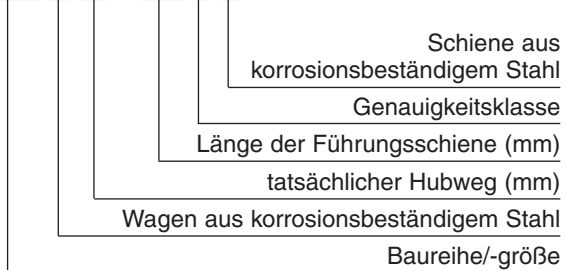 Schiene aus
korrosionsbeständigem Stahl
Genauigkeitsklasse
Länge der Führungsschiene (mm)
tatsächlicher Hubweg (mm)
Wagen aus korrosionsbeständigem Stahl
Baureihe/-größe